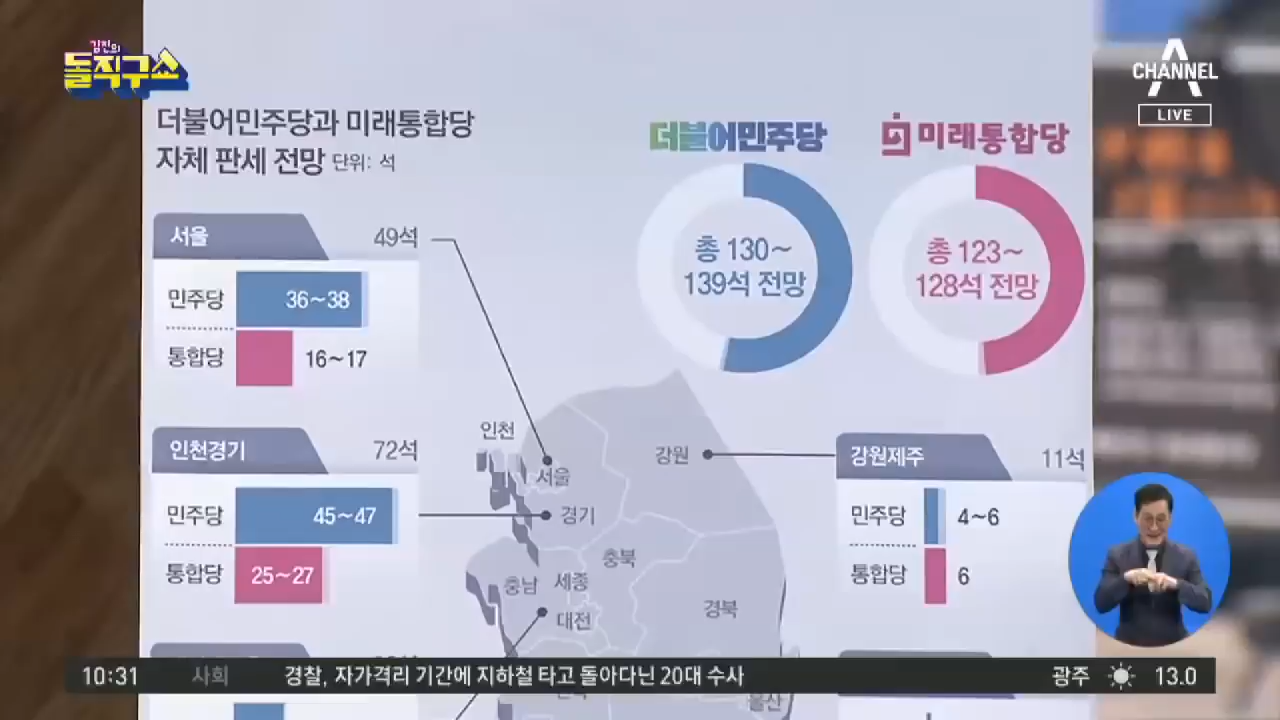 김진의
돌직구쇼
CHANNEL
LIVE
더불어민주당과 미래통합당
자체 판세 전망 단위: 석
더불어민주당
총 130~
139석 전망
미래통합당
총 123~
128석 전망
서울 49석
민주당 36~38
통합당 16~17
인천경기 72석
민주당 45~47
통합당 25~27
강원제주 11석
민주당 4~6
통합당 6
인천
서울
경기
강원
충북
충남
세종
대전
경북
울산
10:31 사회 경찰, 자가격리 기간에 지하철 타고 돌아다닌 20대 수사 광주 13.0